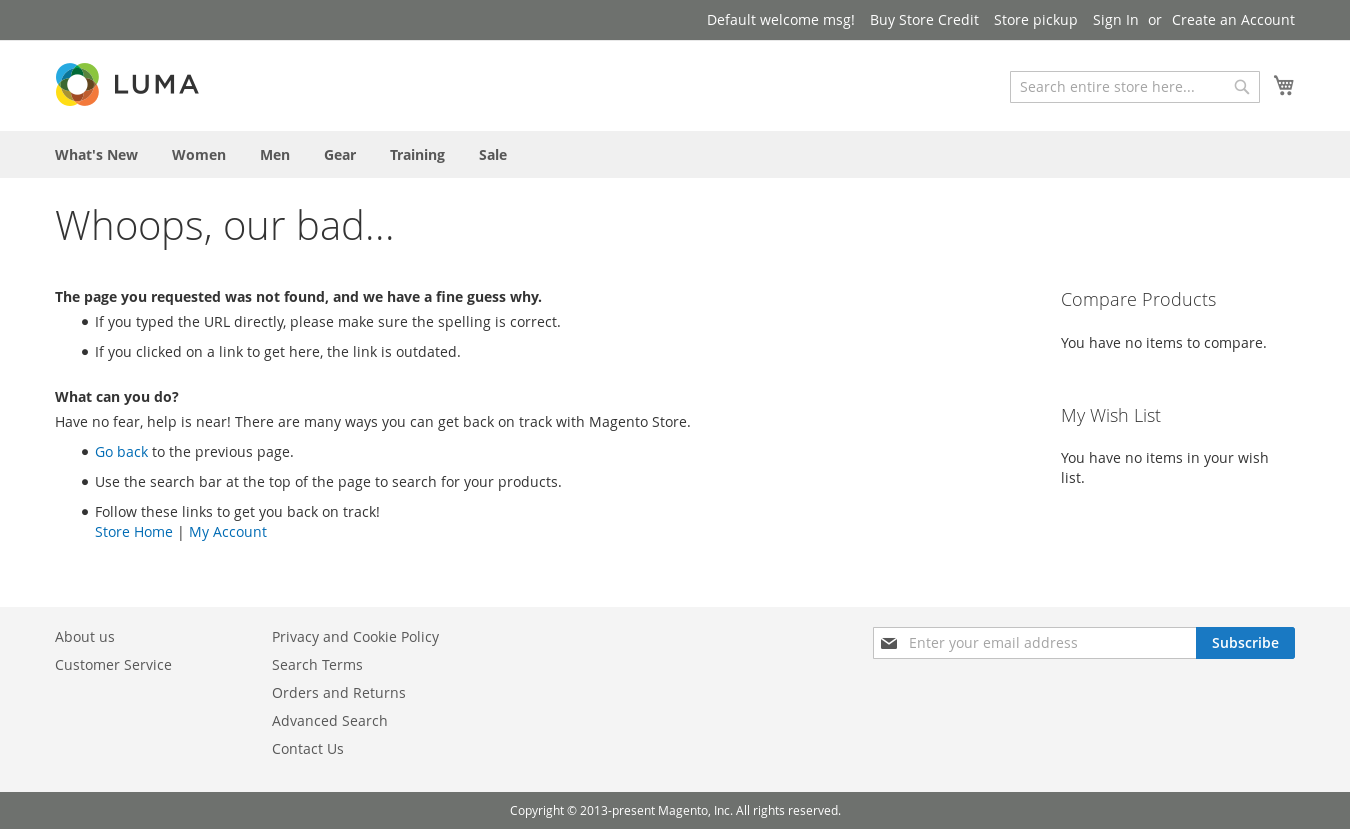 Default welcome msg! Buy Store Credit Store pickup Sign In or Create an Account
LUMA
Search entire store here...
What's New Women Men Gear Training Sale
Whoops, our bad...
The page you requested was not found, and we have a fine guess why.
If you typed the URL directly, please make sure the spelling is correct.
If you clicked on a link to get here, the link is outdated.
What can you do?
Have no fear, help is near! There are many ways you can get back on track with Magento Store.
Go back to the previous page.
Use the search bar at the top of the page to search for your products.
Follow these links to get you back on track!
Store Home | My Account
Compare Products
You have no items to compare.
My Wish List
You have no items in your wish
list.
About us
Customer Service
Privacy and Cookie Policy
Search Terms
Orders and Returns
Advanced Search
Contact Us
Enter your email address
Subscribe
Copyright © 2013-present Magento, Inc. All rights reserved.